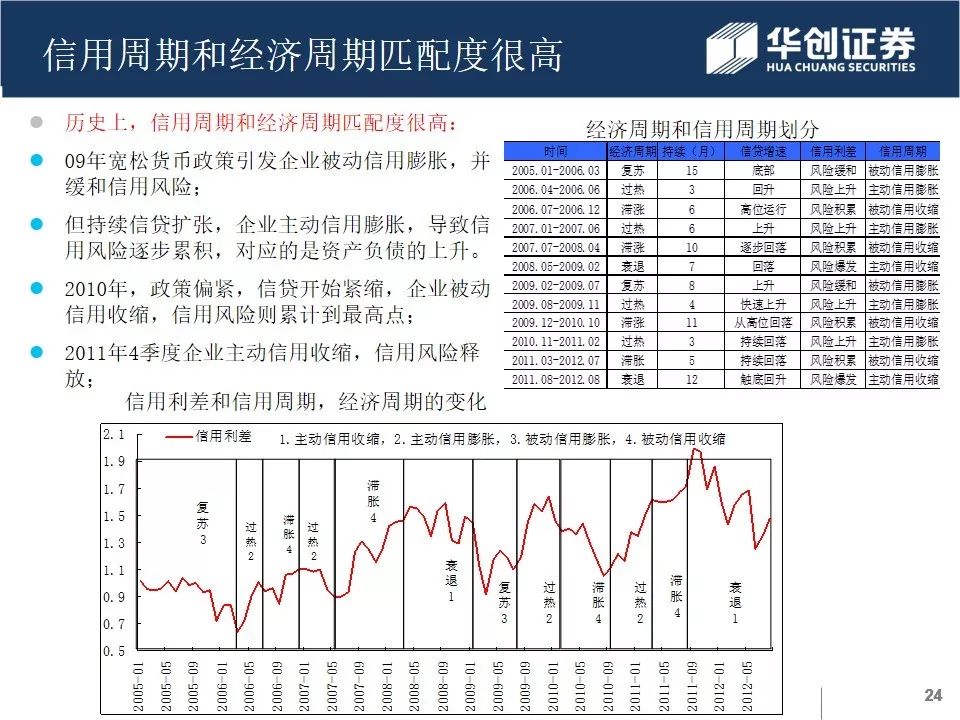 信用周期和经济周期匹配度很高
华创证券
HUA CHUANG SECURITIES
历史上，信用周期和经济周期匹配度很高：
09年宽松货币政策引发企业被动信用膨胀，并
缓和信用风险；
但持续信贷扩张，企业主动信用膨胀，导致信
用风险逐步累积，对应的是资产负债的上升。
2010年，政策偏紧，信贷开始紧缩，企业被动
信用收缩，信用风险则累计到最高点；
2011年4季度企业主动信用收缩，信用风险释
放；
经济周期和信用周期划分
时间 经济周期 持续（月） 信贷增速 信用利差 信用周期
2005.01-2006.03 复苏 15 底部 风险缓和 被动信用膨胀
2006.04-2006.06 过热 3 回升 风险上升 主动信用膨胀
2006.07-2006.12 滞涨 6 高位运行 风险积累 被动信用收缩
2007.01-2007.06 过热 6 上升 风险上升 主动信用膨胀
2007.07-2008.04 滞涨 10 逐步回落 风险积累 被动信用收缩
2008.05-2009.02 衰退 7 回落 风险爆发 主动信用收缩
2009.02-2009.07 复苏 8 上升 风险缓和 被动信用膨胀
2009.08-2009.11 过热 4 快速上升 风险上升 主动信用膨胀
2009.12-2010.10 滞涨 11 从高位回落 风险积累 被动信用收缩
2010.11-2011.02 过热 3 持续回落 风险上升 主动信用膨胀
2011.03-2012.07 滞胀 5 持续回落 风险积累 被动信用收缩
2011.08-2012.08 衰退 12 触底回升 风险爆发 主动信用收缩
信用利差和信用周期，经济周期的变化
信用利差
1.主动信用收缩，2.主动信用膨胀，3.被动信用膨胀，4.被动信用收缩
2.1
1.9
1.7
1.5
1.3
1.1
0.9
0.7
0.5
复苏3
过热2
滞胀4
过热2
滞胀4
衰退1
复苏3
过热2
滞胀4
过热2
滞胀4
衰退1
2005-01
2005-05
2005-09
2006-01
2006-05
2006-09
2007-01
2007-05
2007-09
2008-01
2008-05
2008-09
2009-01
2009-05
2009-09
2010-01
2010-05
2010-09
2011-01
2011-05
2011-09
2012-01
2012-05
24